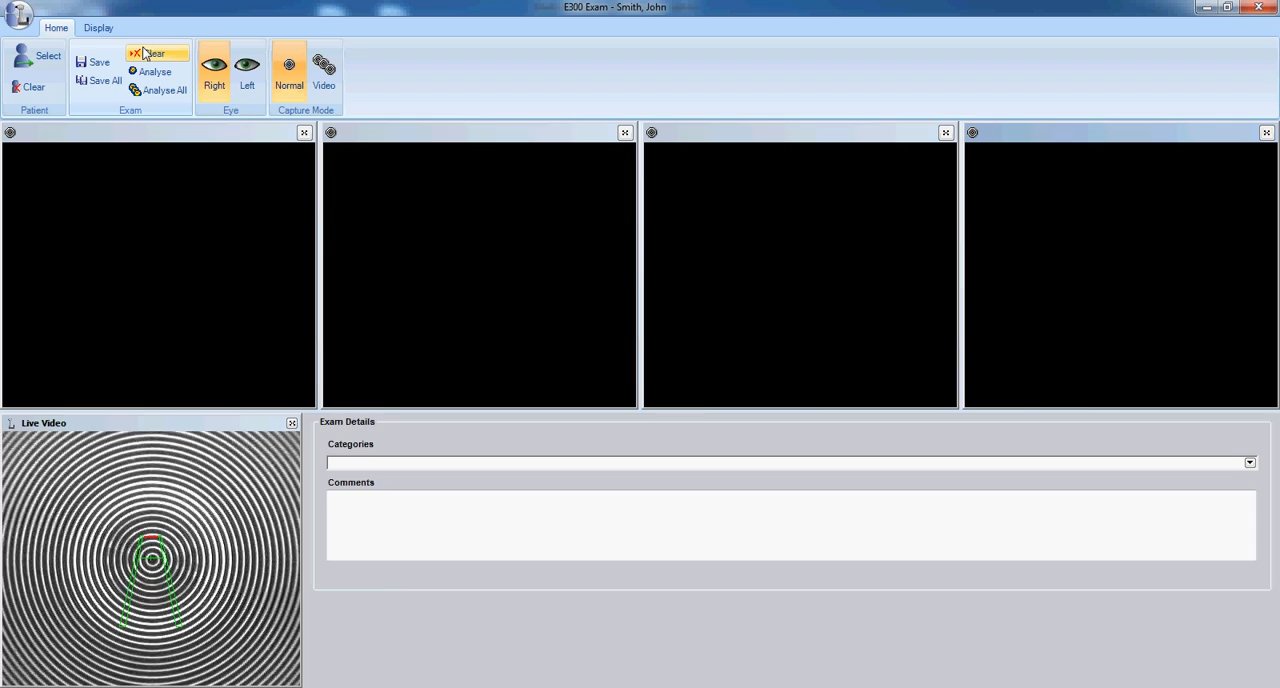 E300 Exam - Smith, John
Home Display
Select
Clear
Patient
Save
Save All
Clear
Analyse
Analyse All
Exam
Right Left
Eye
Normal Video
Capture Mode
Live Video
Exam Details
Categories
Comments